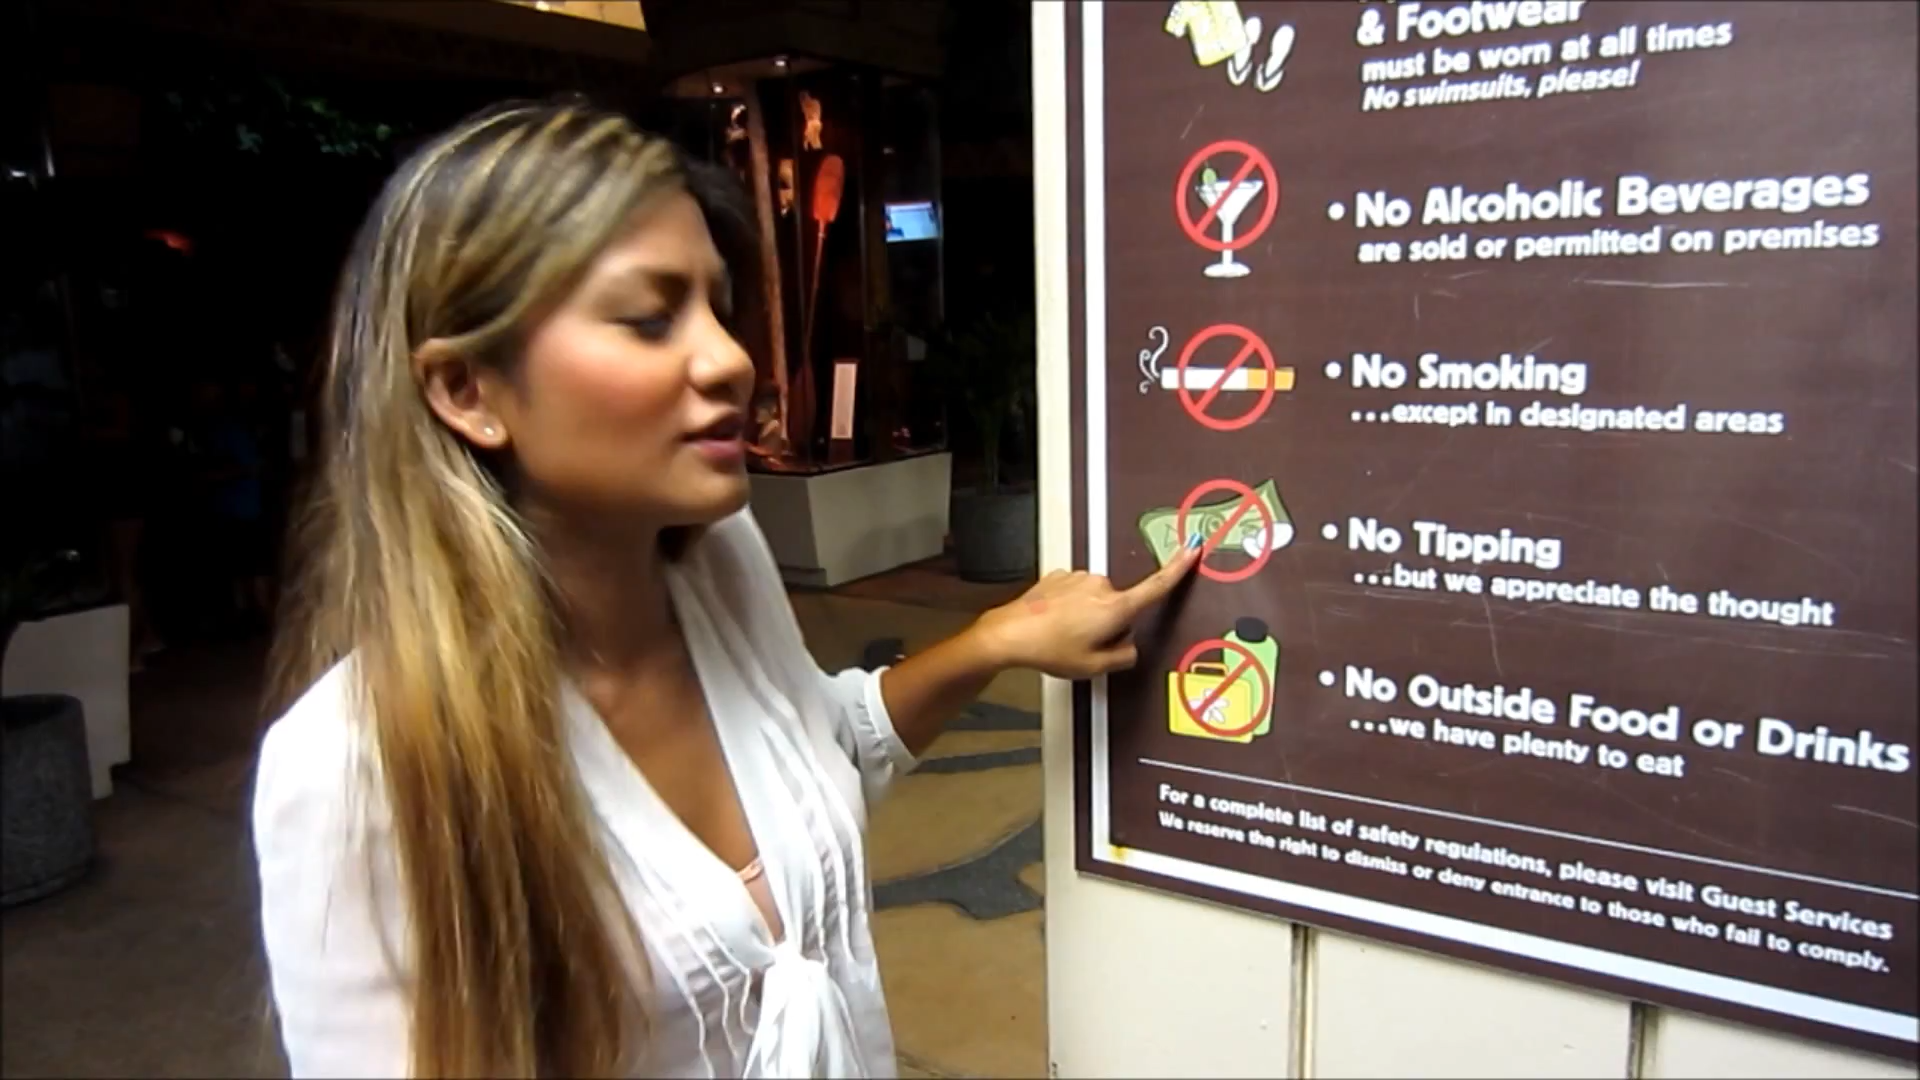 & Footwear
must be worn at all times
No swimsuits, please!
• No Alcoholic Beverages
are sold or permitted on premises
• No Smoking
...except in designated areas
• No Tipping
...but we appreciate the thought
• No Outside Food or Drinks
...we have plenty to eat
For a complete list of safety regulations, please visit Guest Services
We reserve the right to dismiss or deny entrance to those who fail to comply.